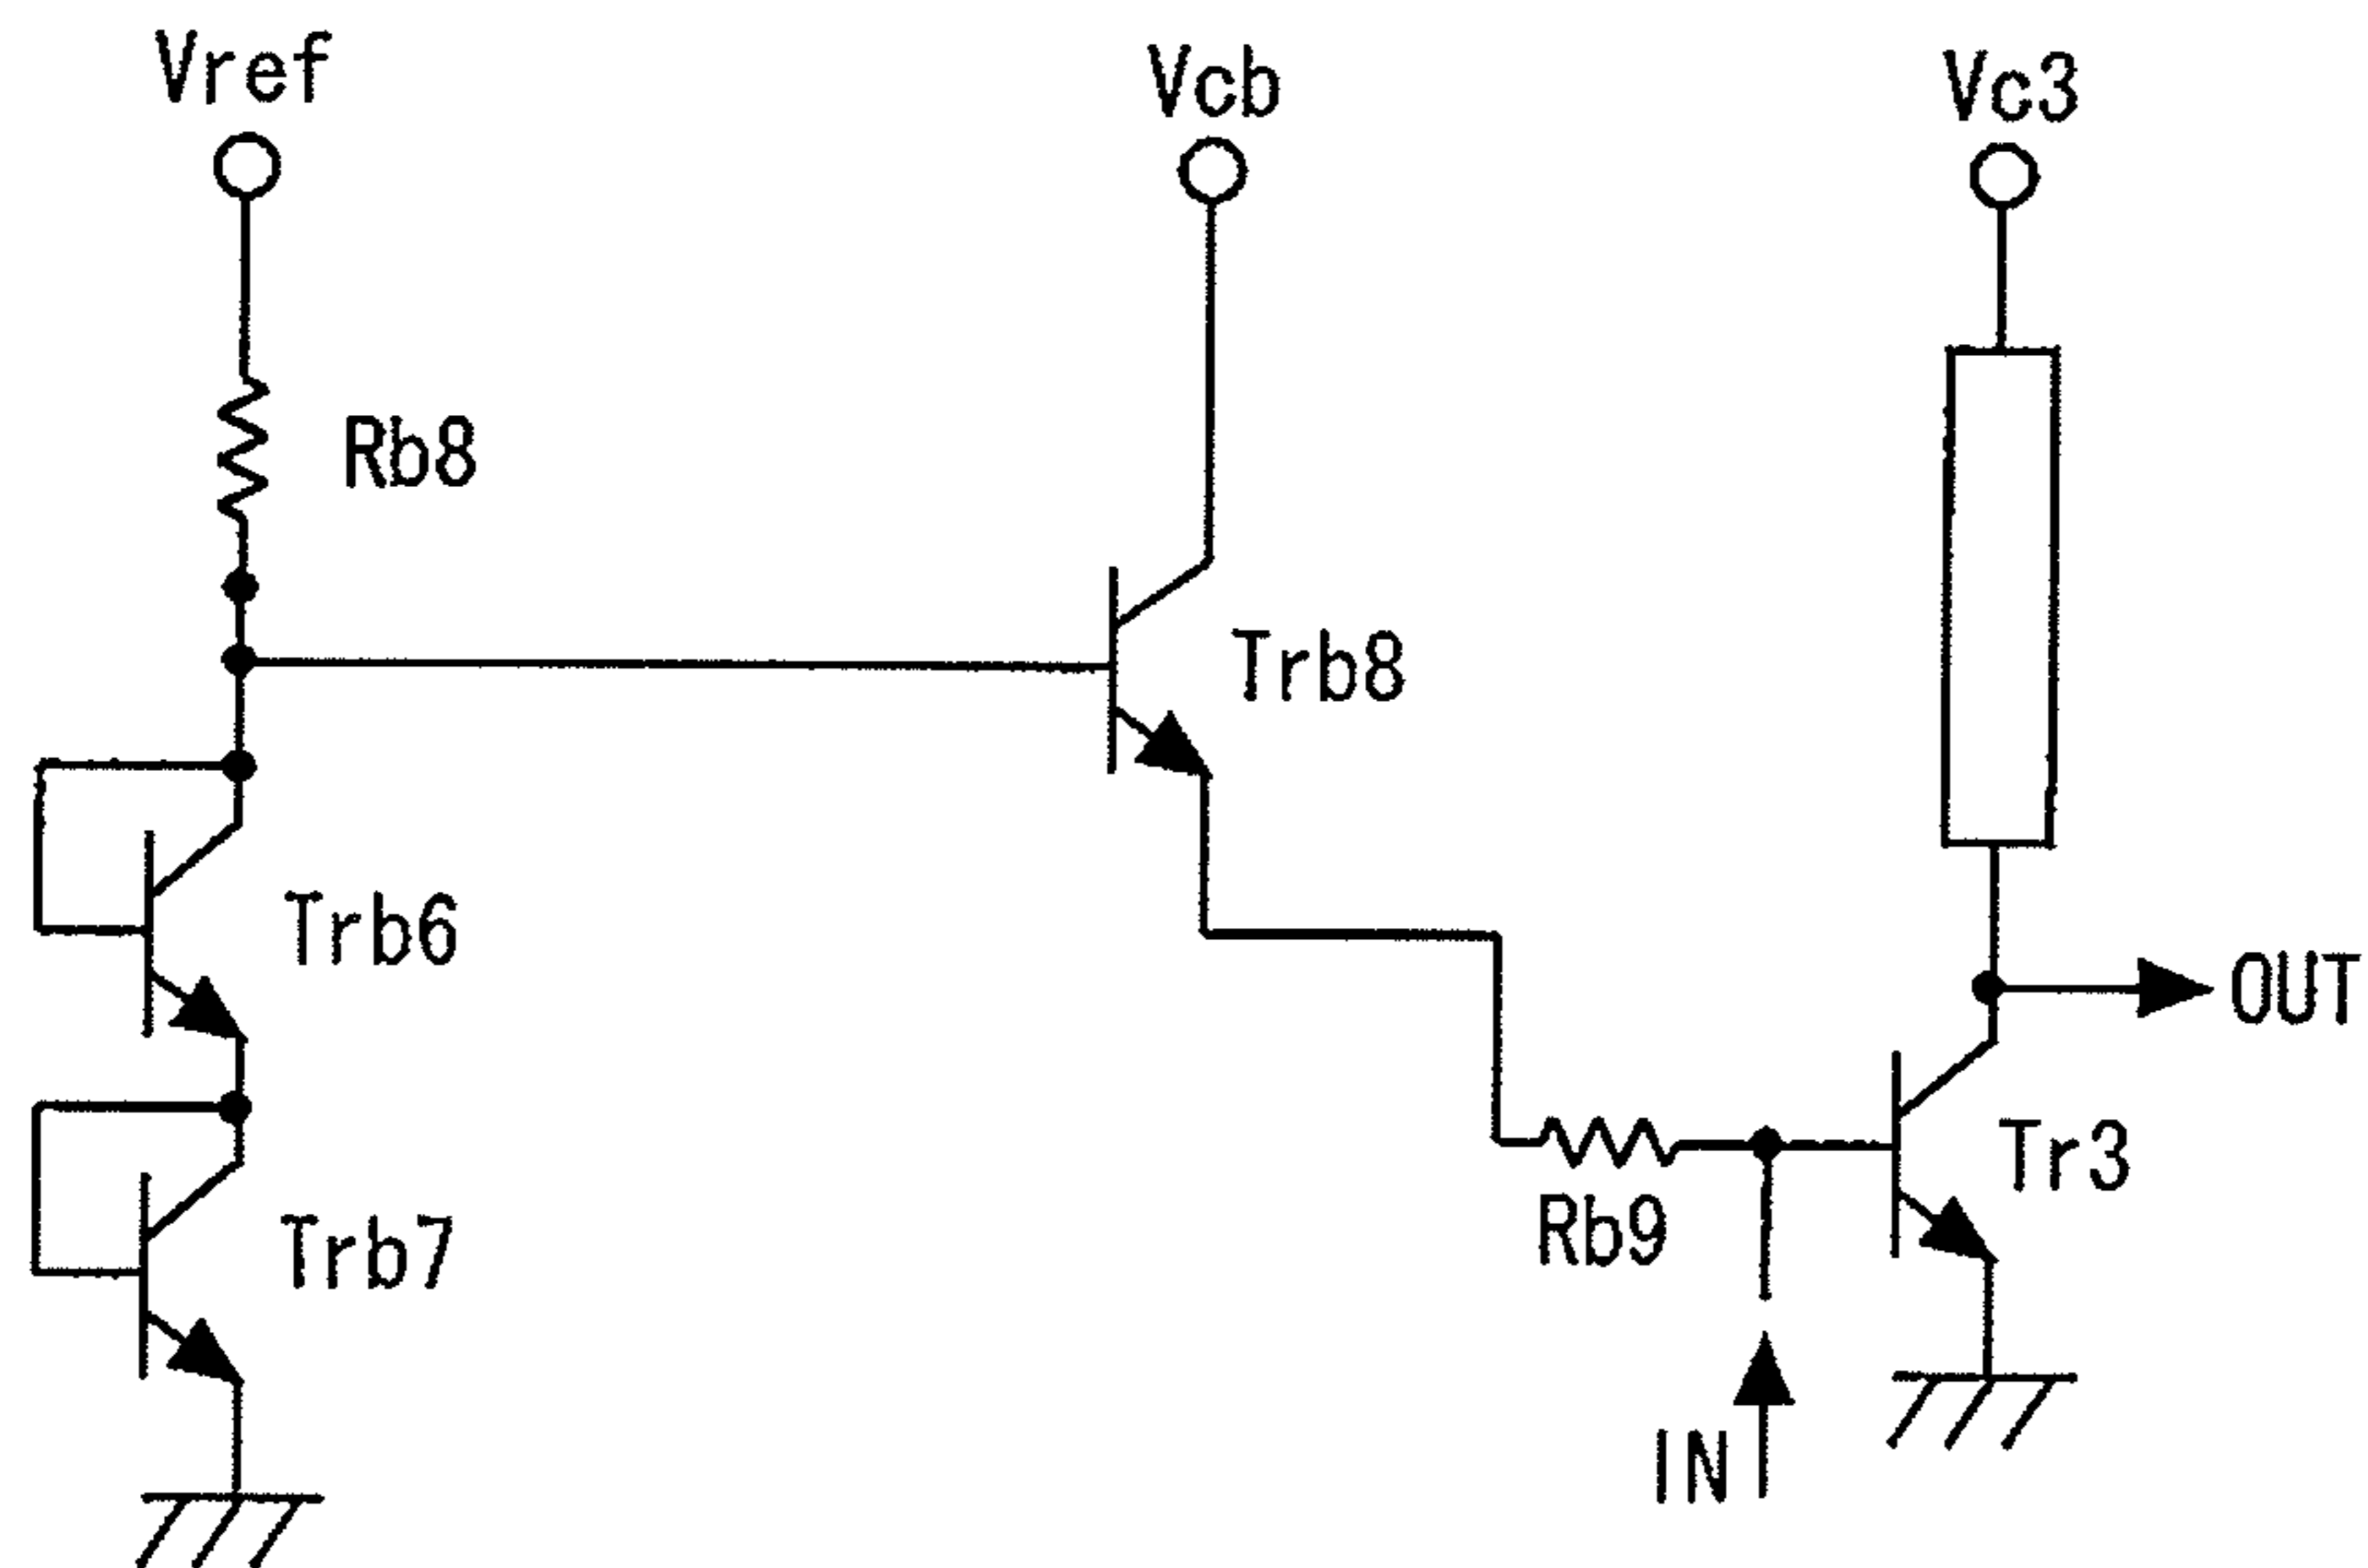 Vref
Vcb
Vc3
Rb8
Trb8
Trb6
OUT
Tr3
Rb9
Trb7
IN